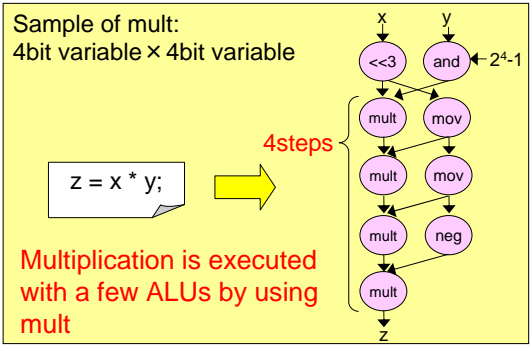 Sample of mult:
4bit variable × 4bit variable
x y
<<3 and 2⁴-1
mult mov
4steps
mult mov
z = x * y;
mult neg
Multiplication is executed
with a few ALUs by using
mult
mult
z